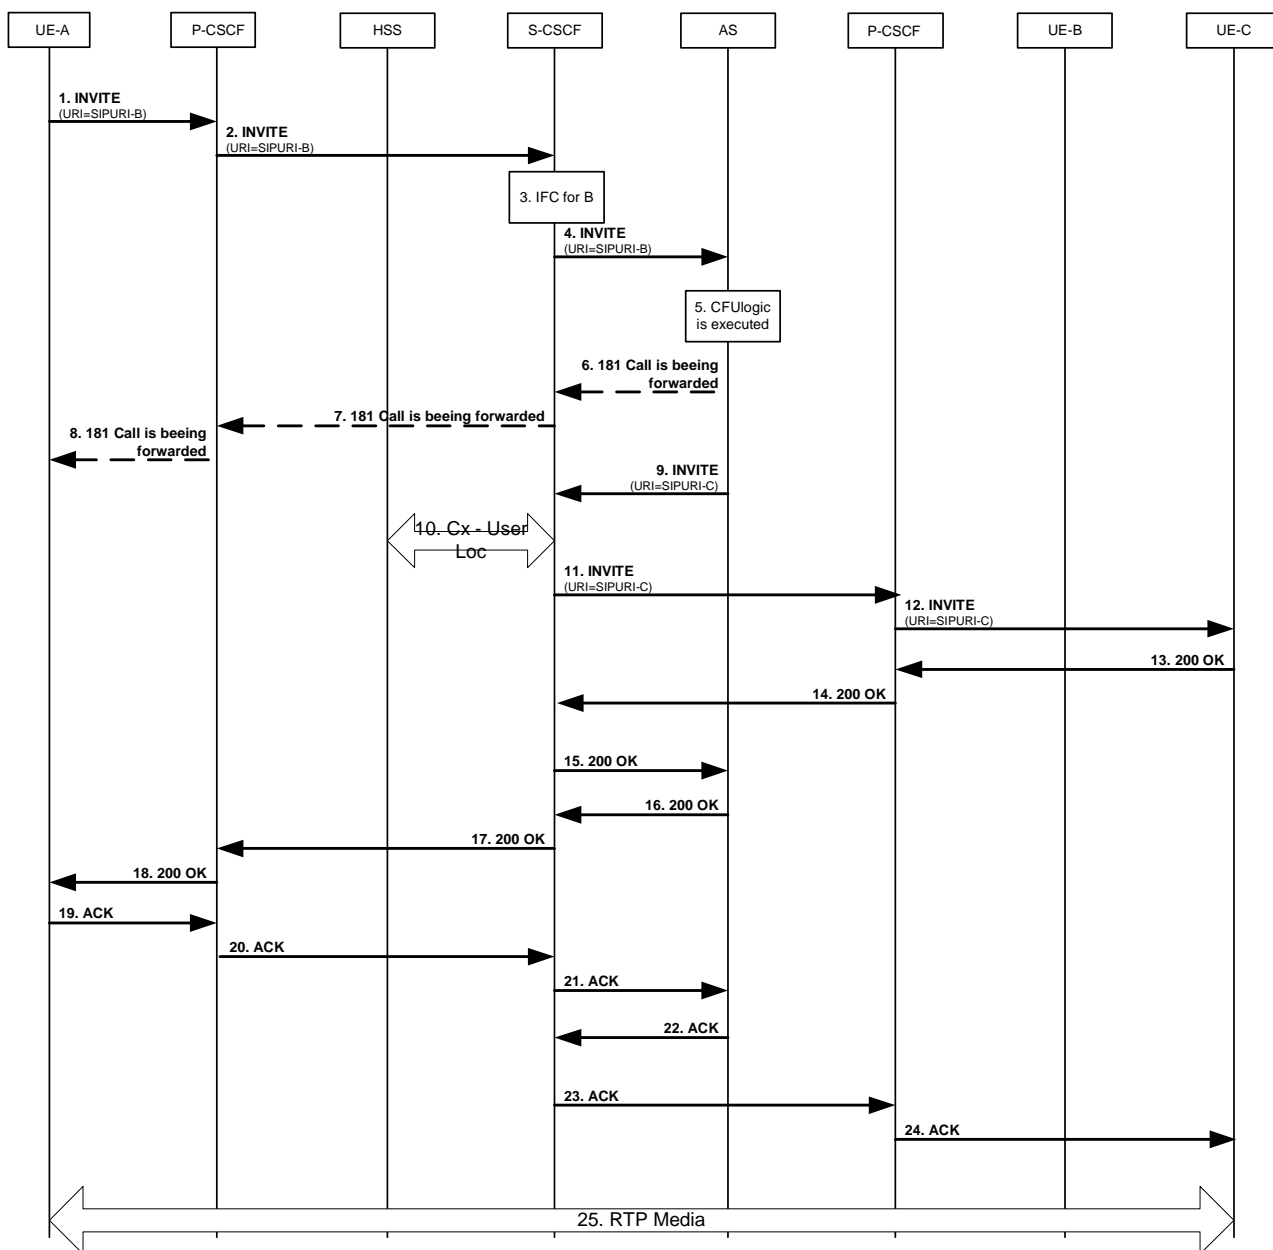 UE-A
P-CSCF
HSS
S-CSCF
AS
P-CSCF
UE-B
UE-C
1. INVITE
(URI=SIPURI-B)
2. INVITE
(URI=SIPURI-B)
3. IFC for B
4. INVITE
(URI=SIPURI-B)
5. CFUlogic
is executed
6. 181 Call is beeing
forwarded
7. 181 Call is beeing forwarded
8. 181 Call is beeing
forwarded
9. INVITE
(URI=SIPURI-C)
10. Cx - User
Loc
11. INVITE
(URI=SIPURI-C)
12. INVITE
(URI=SIPURI-C)
13. 200 OK
14. 200 OK
15. 200 OK
16. 200 OK
17. 200 OK
18. 200 OK
19. ACK
20. ACK
21. ACK
22. ACK
23. ACK
24. ACK
25. RTP Media